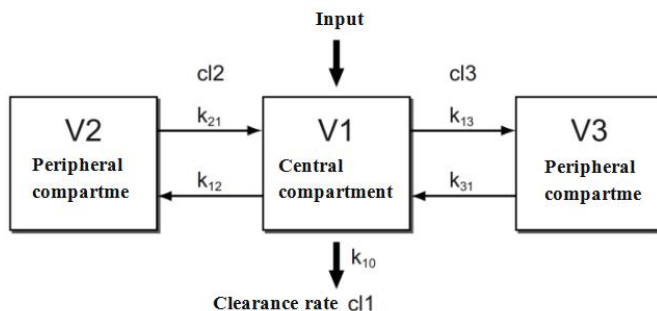 Input
cl2
cl3
V2
Peripheral
compartme
k21
k12
V1
Central
compartment
k13
k31
V3
Peripheral
compartme
k10
Clearance rate cl1